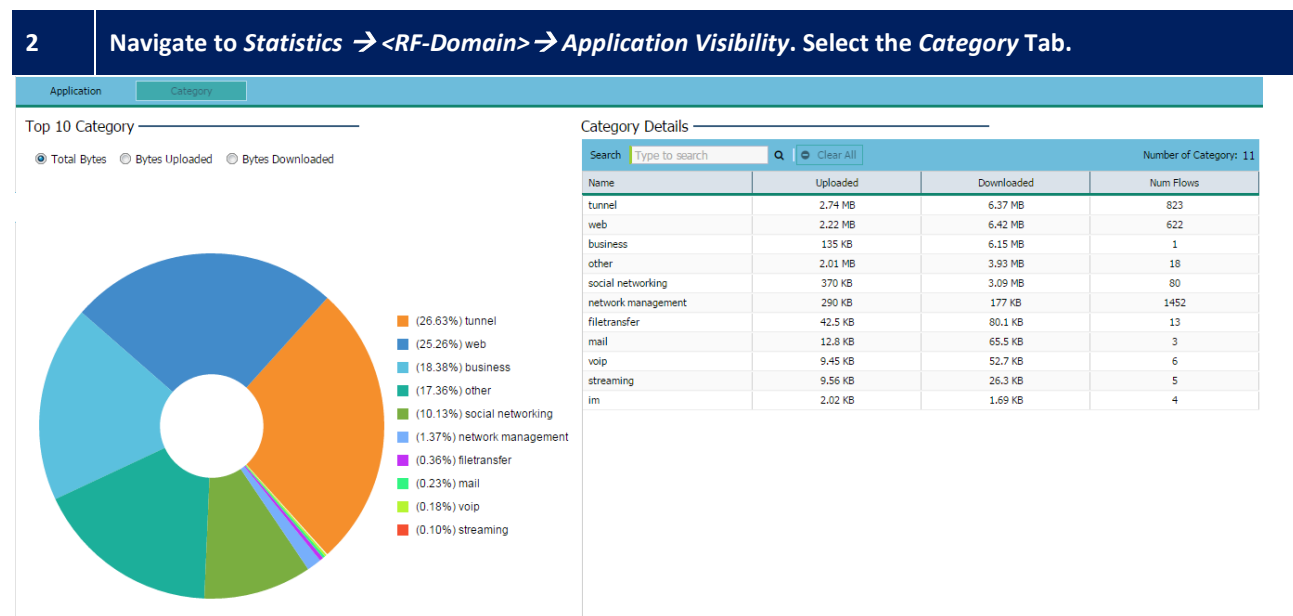 2 Navigate to Statistics → <RF-Domain> → Application Visibility. Select the Category Tab.
Application Category
Top 10 Category
Total Bytes Bytes Uploaded Bytes Downloaded
(26.63%) tunnel
(25.26%) web
(18.38%) business
(17.36%) other
(10.13%) social networking
(1.37%) network management
(0.36%) filetransfer
(0.23%) mail
(0.18%) voip
(0.10%) streaming
Category Details
Search Type to search Clear All Number of Category: 11
Name Uploaded Downloaded Num Flows
tunnel 2.74 MB 6.37 MB 823
web 2.22 MB 6.42 MB 622
business 135 KB 6.15 MB 1
other 2.01 MB 3.93 MB 18
social networking 370 KB 3.09 MB 80
network management 290 KB 177 KB 1452
filetransfer 42.5 KB 80.1 KB 13
mail 12.8 KB 65.5 KB 3
voip 9.45 KB 52.7 KB 6
streaming 9.56 KB 26.3 KB 5
im 2.02 KB 1.69 KB 4